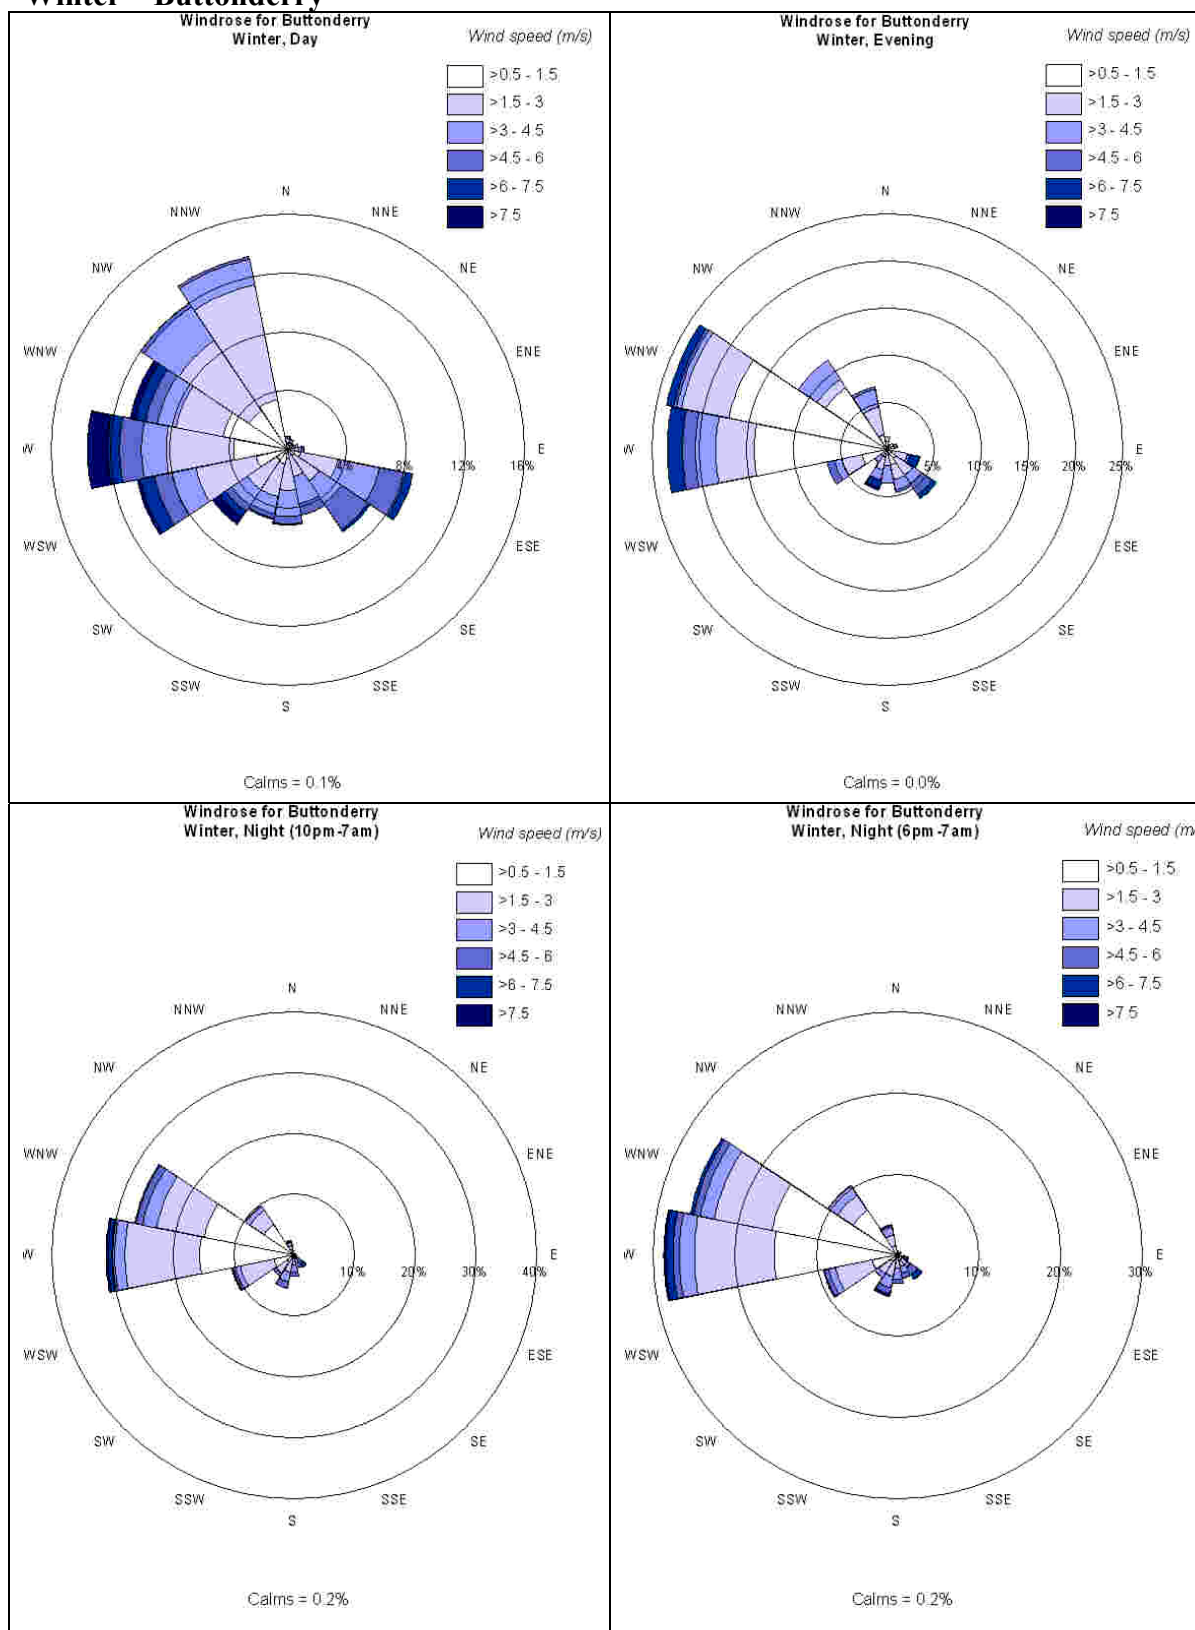 Winter – Buttonderry
Windrose for Buttonderry
Winter, Day
Wind speed (m/s)
>0.5 - 1.5
>1.5 - 3
>3 - 4.5
>4.5 - 6
>6 - 7.5
>7.5
N
NNW
NNE
NW
NE
WNW
ENE
W
E
4%
8%
12%
16%
WSW
ESE
SW
SE
SSW
SSE
S
Calms = 0.1%
Windrose for Buttonderry
Winter, Evening
Wind speed (m/s)
>0.5 - 1.5
>1.5 - 3
>3 - 4.5
>4.5 - 6
>6 - 7.5
>7.5
N
NNW
NNE
NW
NE
WNW
ENE
W
E
5%
10%
15%
20%
25%
WSW
ESE
SW
SE
SSW
SSE
S
Calms = 0.0%
Windrose for Buttonderry
Winter, Night (10pm-7am)
Wind speed (m/s)
>0.5 - 1.5
>1.5 - 3
>3 - 4.5
>4.5 - 6
>6 - 7.5
>7.5
N
NNW
NNE
NW
NE
WNW
ENE
W
E
10%
20%
30%
40%
WSW
ESE
SW
SE
SSW
SSE
S
Calms = 0.2%
Windrose for Buttonderry
Winter, Night (6pm-7am)
Wind speed (m/
>0.5 - 1.5
>1.5 - 3
>3 - 4.5
>4.5 - 6
>6 - 7.5
>7.5
N
NNW
NNE
NW
NE
WNW
ENE
W
E
10%
20%
30%
WSW
ESE
SW
SE
SSW
SSE
S
Calms = 0.2%